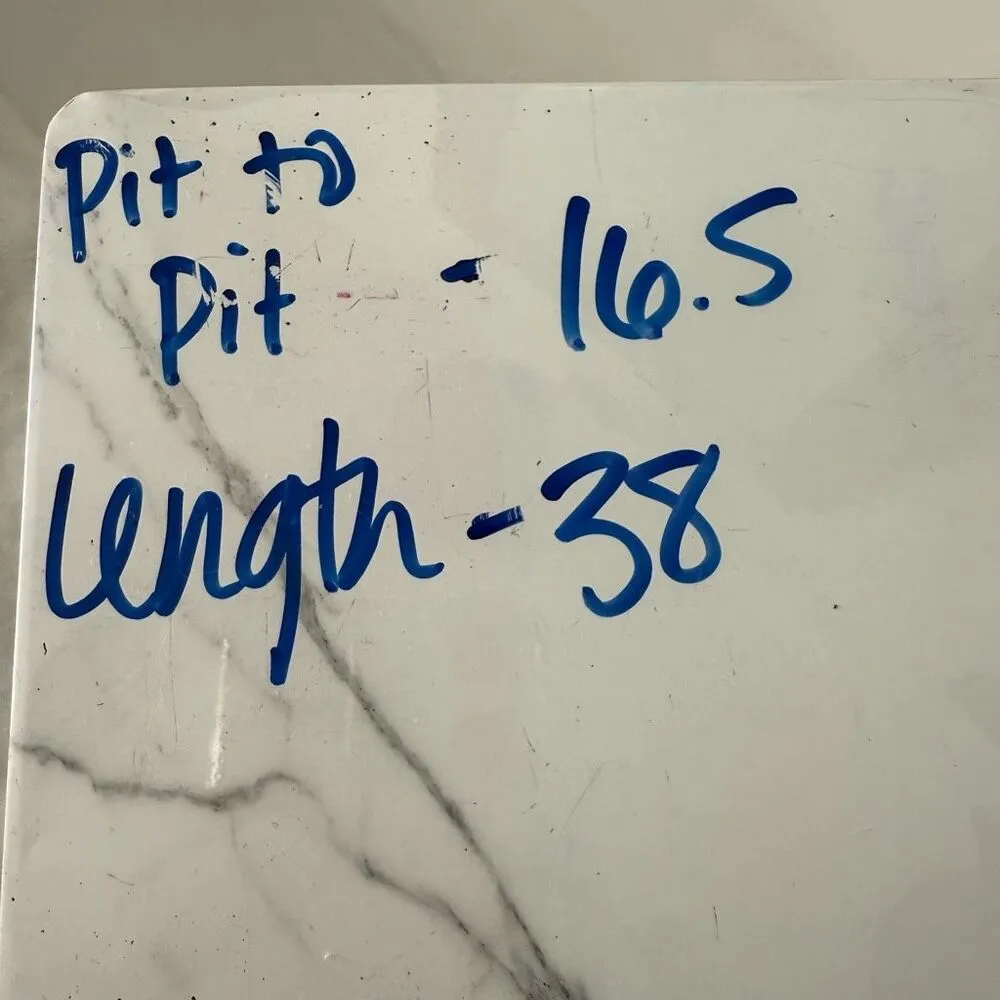 Pit to
Pit - 16.5
Length - 38